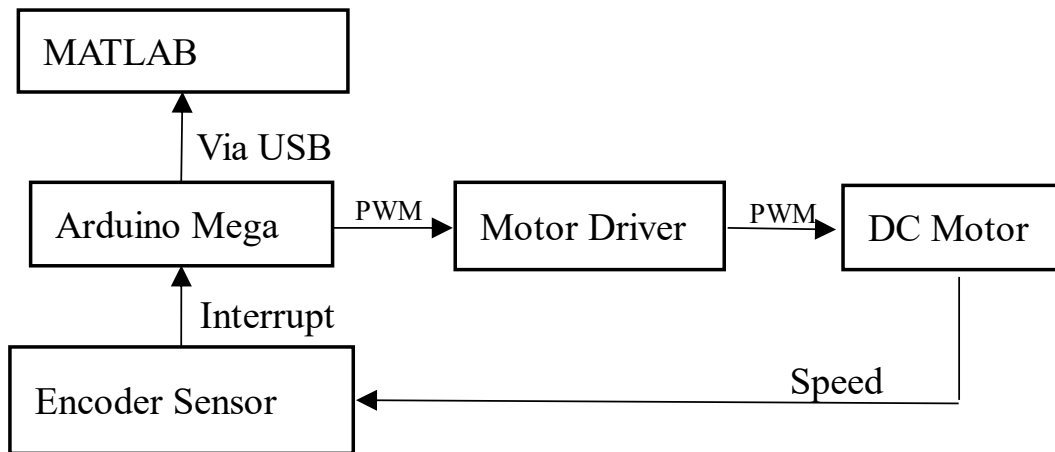 MATLAB
Via USB
Arduino Mega
PWM
Motor Driver
PWM
DC Motor
Interrupt
Encoder Sensor
Speed